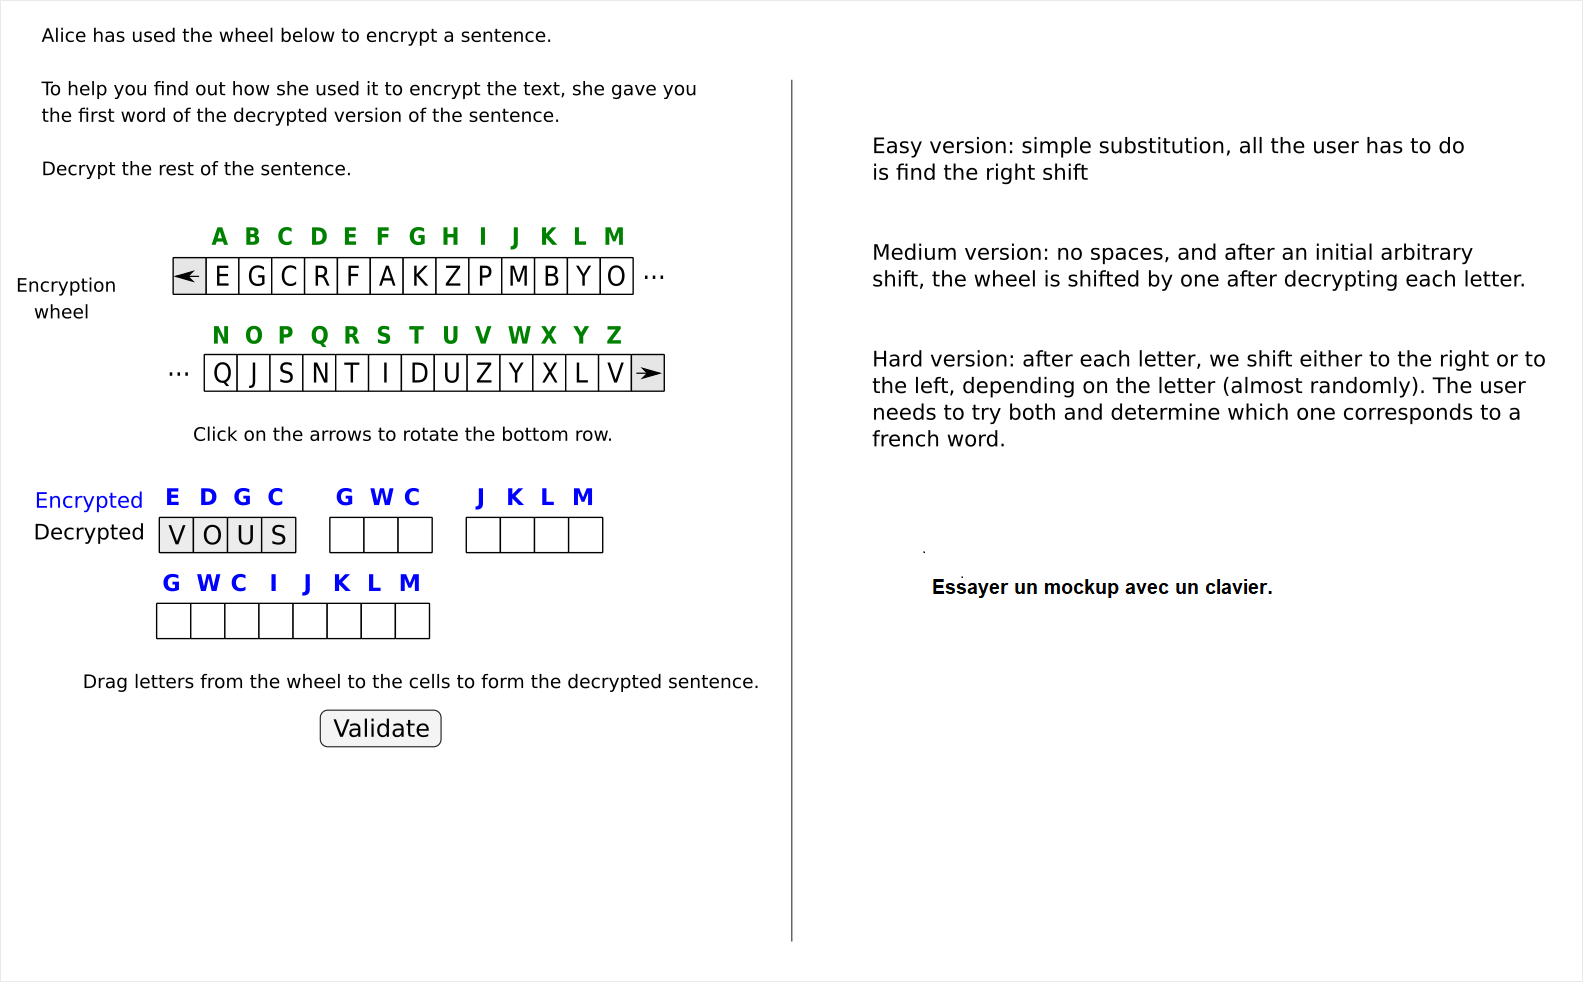 Alice has used the wheel below to encrypt a sentence.
To help you find out how she used it to encrypt the text, she gave you
the first word of the decrypted version of the sentence.
Decrypt the rest of the sentence.
A B C D E F G H I J K L M
Encryption
wheel
E G C R F A K Z P M B Y O ...
N O P Q R S T U V W X Y Z
... Q J S N T I D U Z Y X L V
Click on the arrows to rotate the bottom row.
Encrypted E D G C G W C J K L M
Decrypted V O U S
G W C I J K L M
Drag letters from the wheel to the cells to form the decrypted sentence.
Validate
Easy version: simple substitution, all the user has to do
is find the right shift
Medium version: no spaces, and after an initial arbitrary
shift, the wheel is shifted by one after decrypting each letter.
Hard version: after each letter, we shift either to the right or to
the left, depending on the letter (almost randomly). The user
needs to try both and determine which one corresponds to a
french word.
Essayer un mockup avec un clavier.